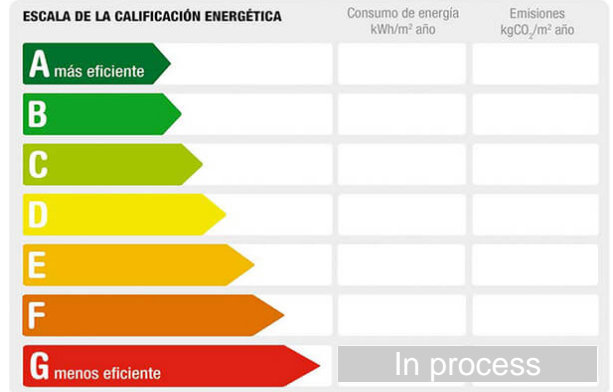 ESCALA DE LA CALIFICACIÓN ENERGÉTICA
Consumo de energía
kWh/m² año
Emisiones
kgCO₂/m² año
A más eficiente
B
C
D
E
F
G menos eficiente
In process